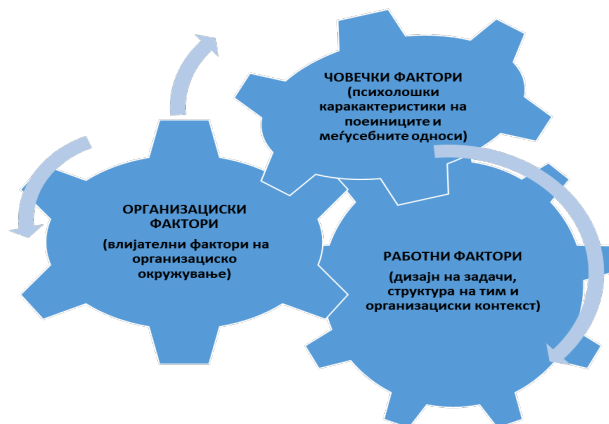 ЧОВЕЧКИ ФАКТОРИ
(психолошки
каракактеристики на
поеиниците и
меѓусебните односи)
ОРГАНИЗАЦИСКИ
ФАКТОРИ
(влијателни фактори на
организациско
окружување)
РАБОТНИ ФАКТОРИ
(дизајн на задачи,
структура на тим и
организациски контекст)